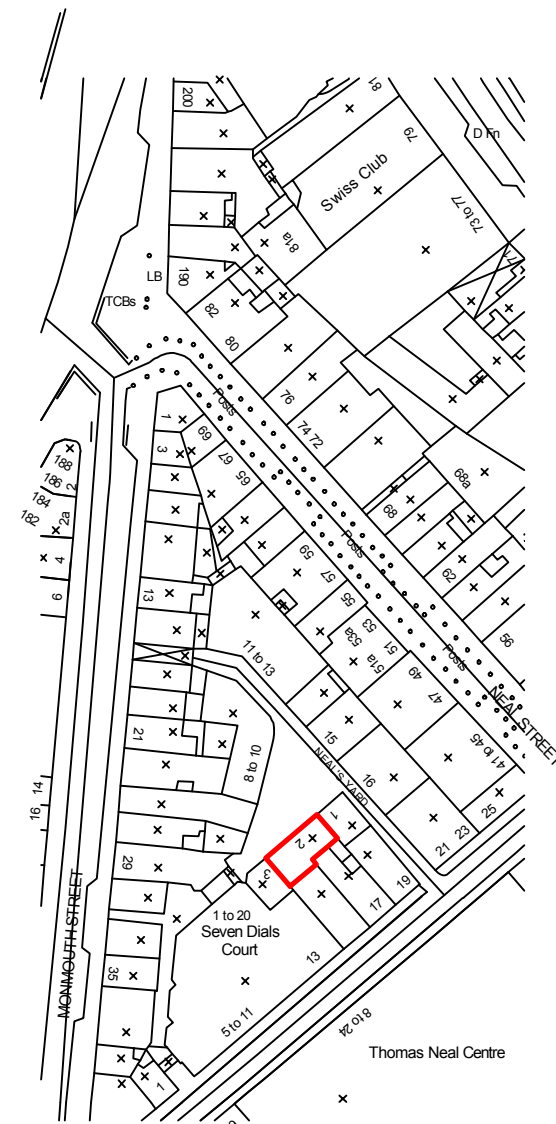 200
81
79
D Fn
Swiss Club
73 to 77
81a
190
LB
TCBs
82
80
Posts
76
74 72
1
69
3
67
65
188
186
2
184
182
2a
4
6
68a
68
Posts
62
59
57
55
53
53a
51
51a
56
13
11 to 13
49
47
Posts
NEAL STREET
41 to 45
21
15
16
NEAL'S YARD
8 to 10
14
16
25
23
21
1
2
3
29
19
17
1 to 20
Seven Dials
Court
13
35
MONMOUTH STREET
5 to 11
8 to 24
Thomas Neal Centre
1